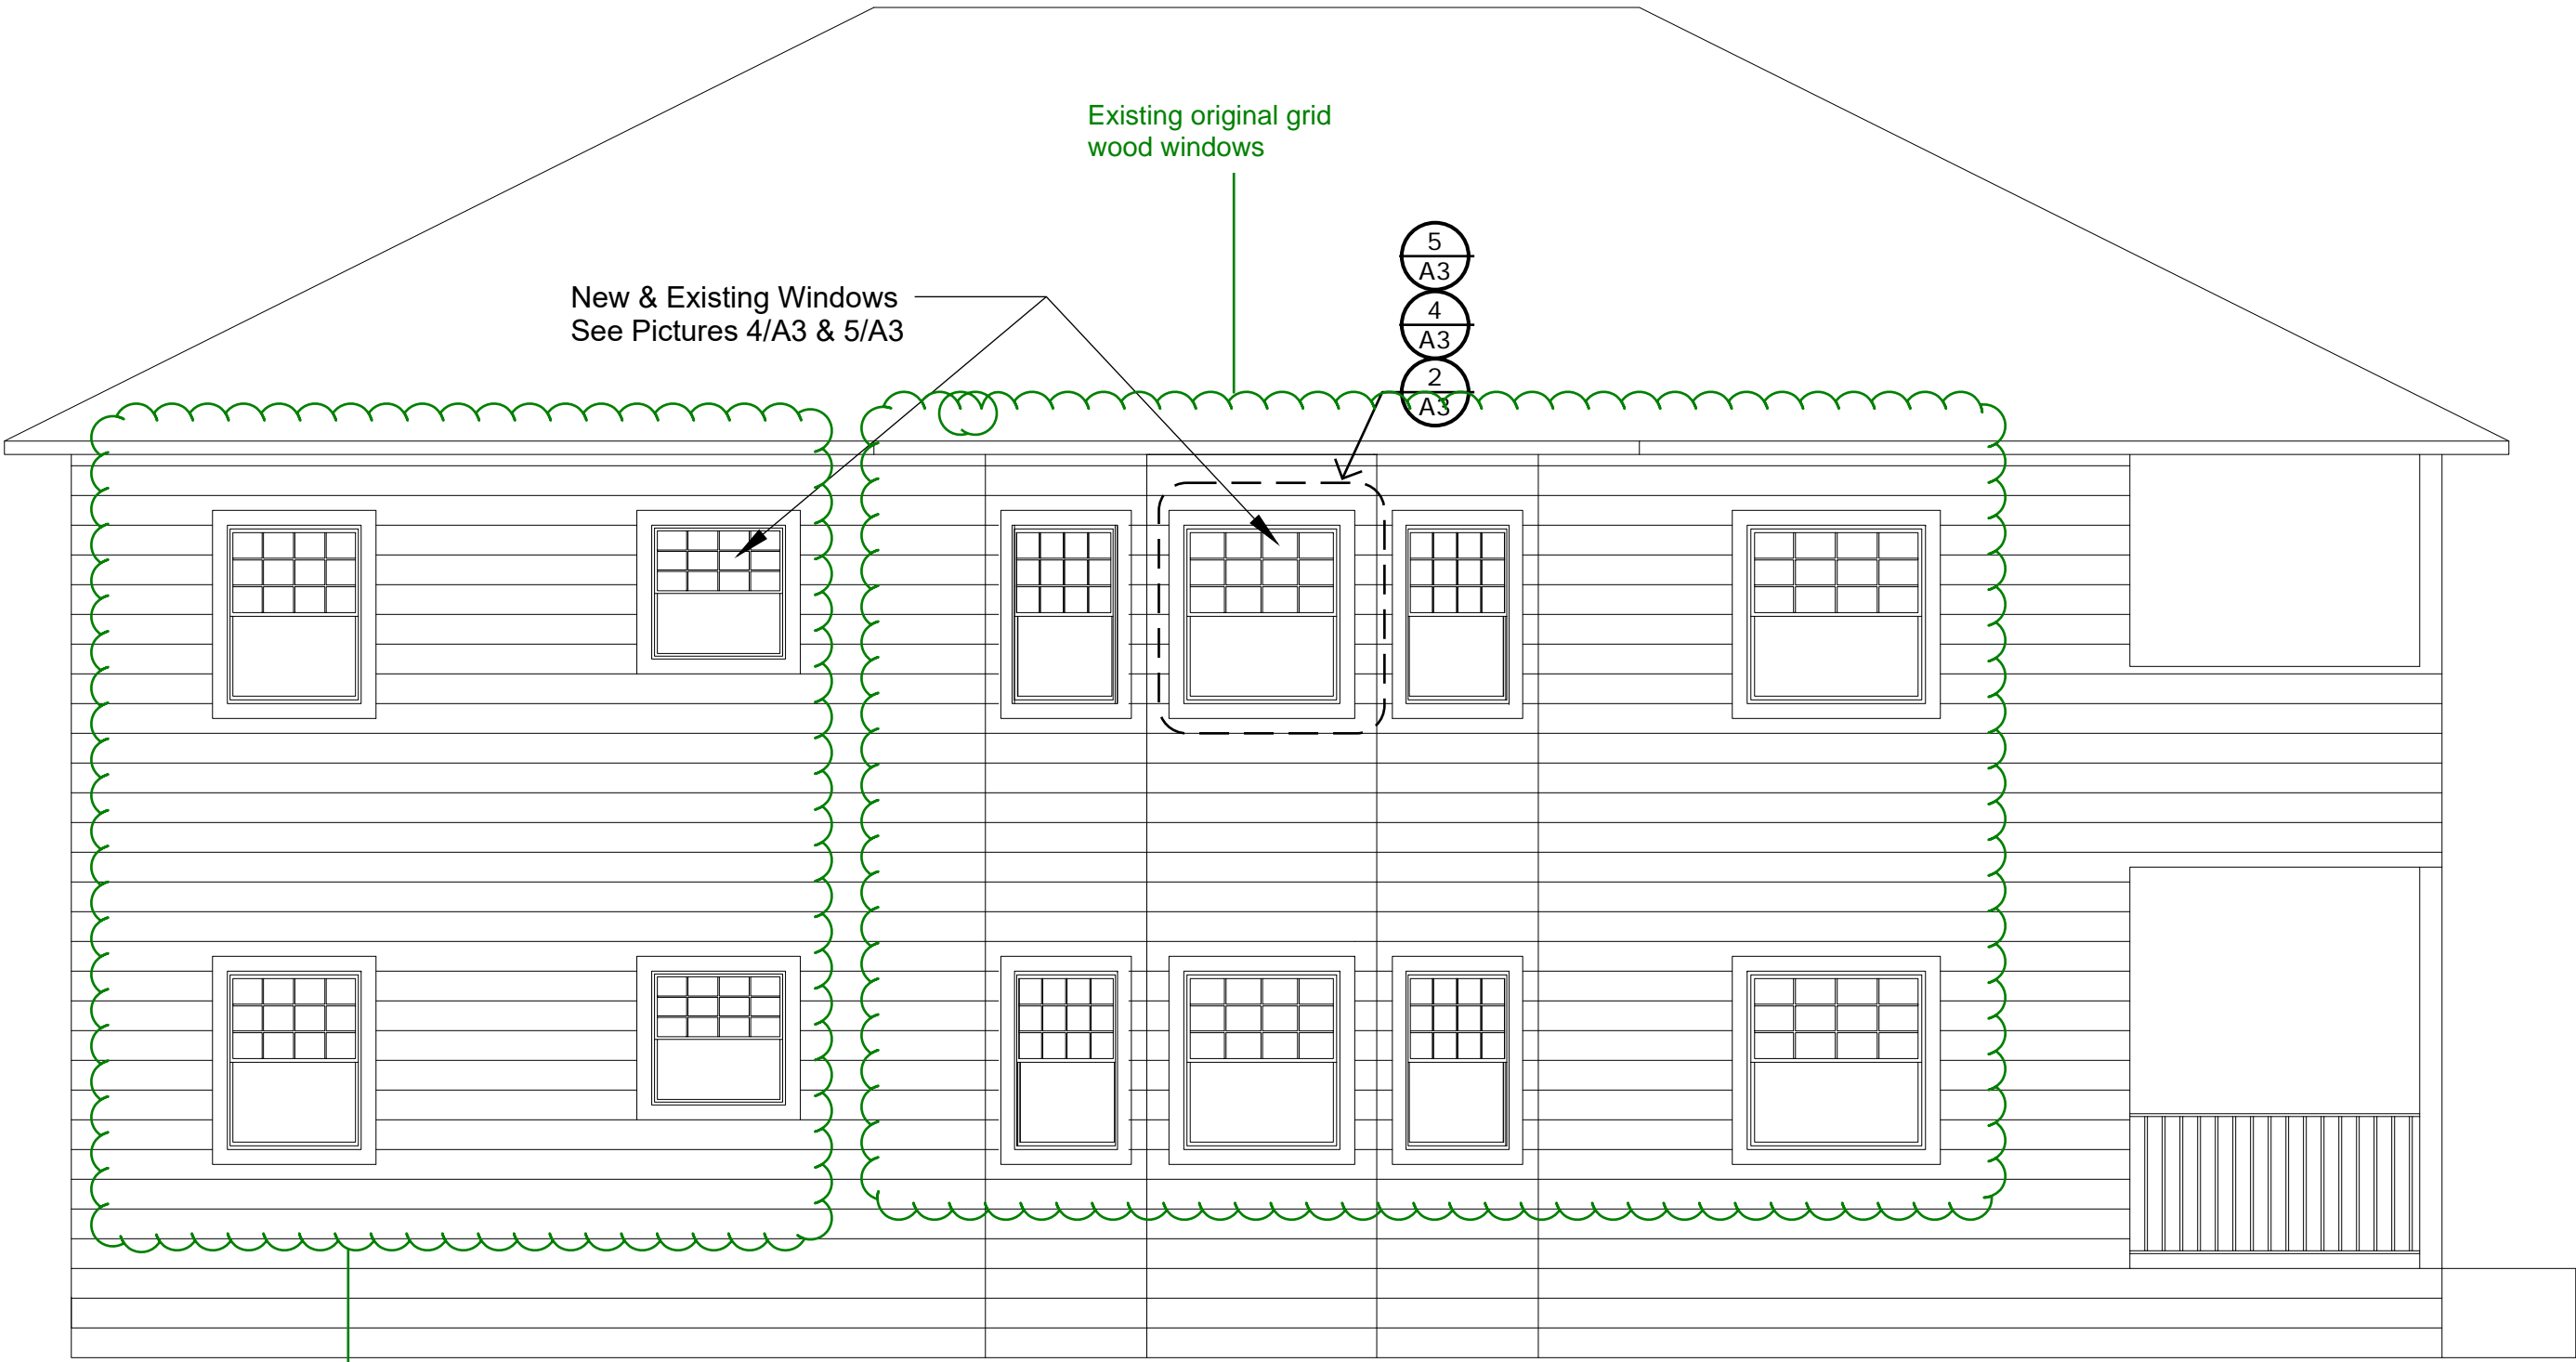 Existing original grid
wood windows
5
A3
New & Existing Windows
See Pictures 4/A3 & 5/A3
4
A3
2
A3